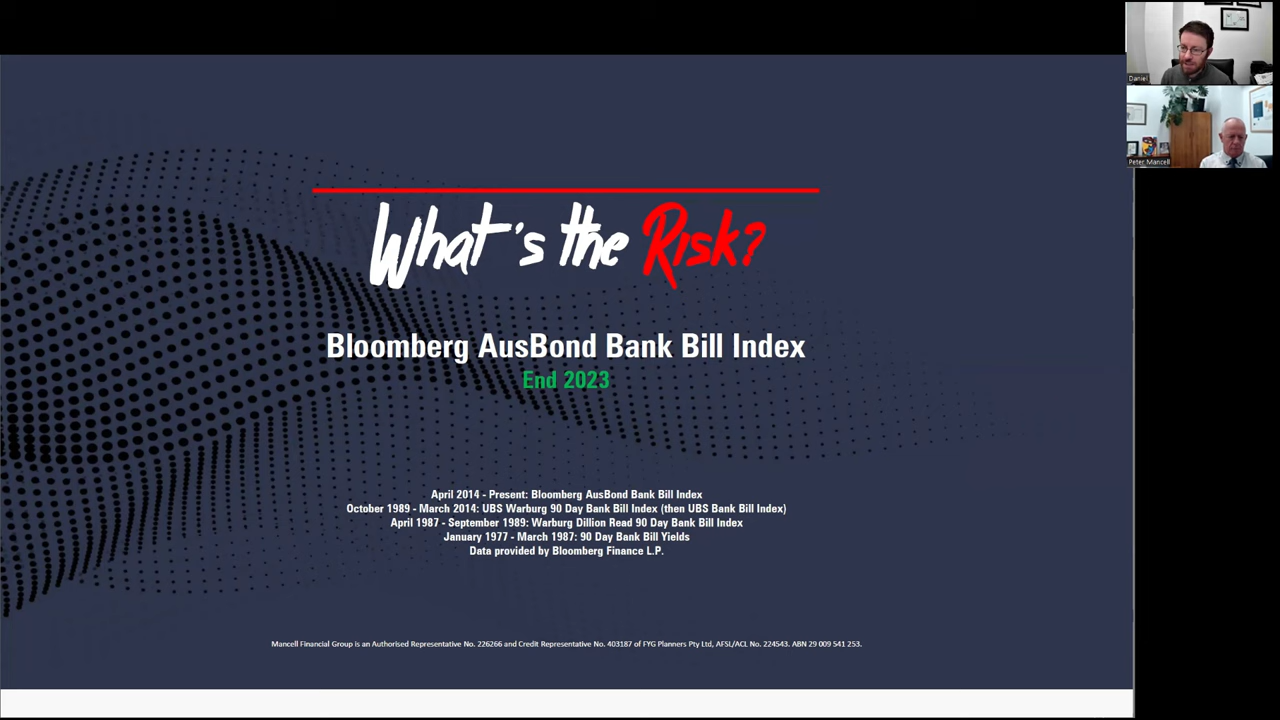 What's the Risk?
Bloomberg AusBond Bank Bill Index
End 2023
April 2014 - Present: Bloomberg AusBond Bank Bill Index
October 1989 - March 2014: UBS Warburg 90 Day Bank Bill Index (then UBS Bank Bill Index)
April 1987 - September 1989: Warburg Dillion Read 90 Day Bank Bill Index
January 1977 - March 1987: 90 Day Bank Bill Yields
Data provided by Bloomberg Finance L.P.
Mancell Financial Group is an Authorised Representative No. 226266 and Credit Representative No. 403187 of FYG Planners Pty Ltd, AFSL/ACL No. 224543. ABN 29 009 541 253.
Daniel
Peter Mancell